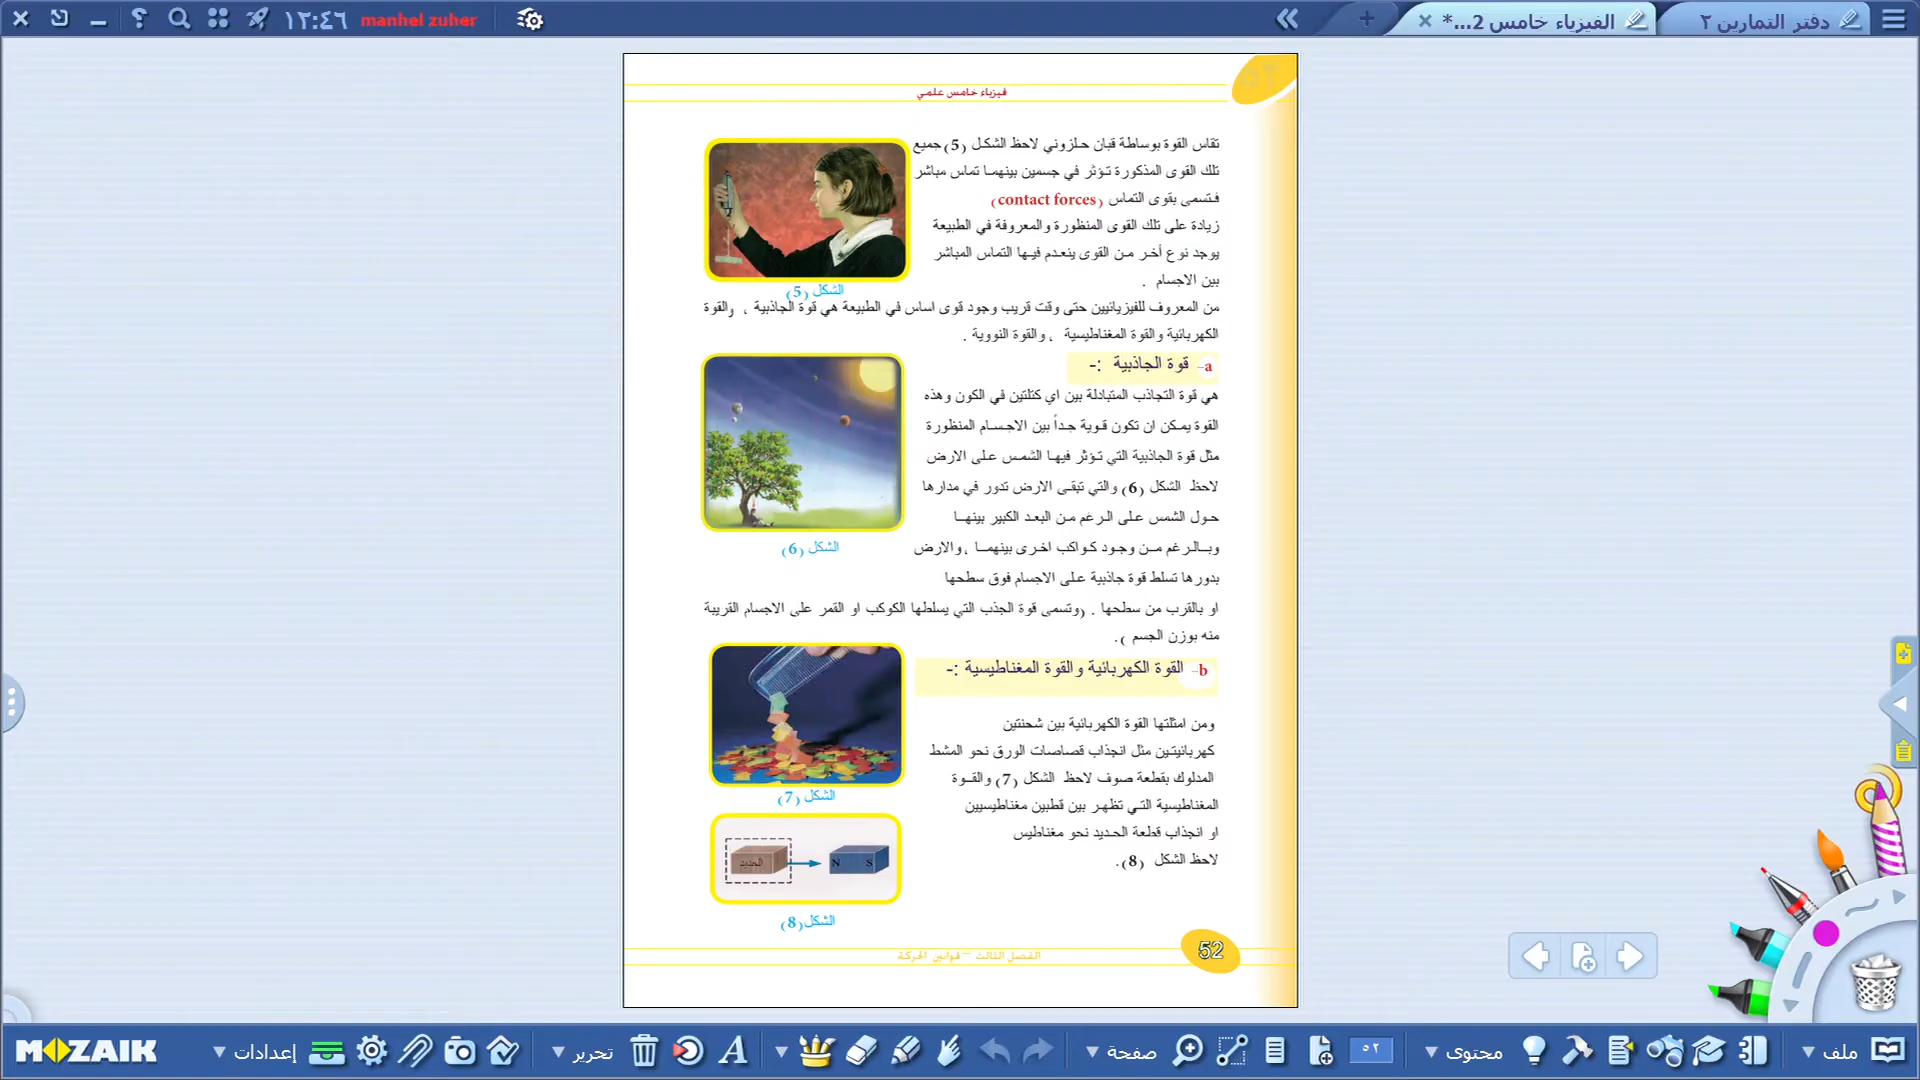 manhel zuher
١٢:٤٦
الفيزياء خامس 2...*
دفتر التمارين ٢
فيزياء خامس علمي
تقاس القوة بوساطة قبان حلزوني لاحظ الشكل (5) جميع
تلك القوى المذكورة تؤثر في جسمين بينهما تماس مباشر
فتسمى بقوى التماس (contact forces)
زيادة على تلك القوى المنظورة والمعروفة في الطبيعة
يوجد نوع أخر من القوى ينعدم فيها التماس المباشر
بين الاجسام .
الشكل (5)
من المعروف للفيزيائيين حتى وقت قريب وجود قوى اساس في الطبيعة هي قوة الجاذبية ، والقوة
الكهربائية والقوة المغناطيسية ، والقوة النووية .
a- قوة الجاذبية :-
هي قوة التجاذب المتبادلة بين اي كتلتين في الكون وهذه
القوة يمكن ان تكون قوية جداً بين الاجسام المنظورة
مثل قوة الجاذبية التي تؤثر فيها الشمس على الارض
لاحظ الشكل (6) والتي تبقى الارض تدور في مدارها
حول الشمس على الرغم من البعد الكبير بينهما
وبالرغم من وجود كواكب اخرى بينهما ، والارض
بدورها تسلط قوة جاذبية على الاجسام فوق سطحها
الشكل (6)
او بالقرب من سطحها . (وتسمى قوة الجذب التي يسلطها الكوكب او القمر على الاجسام القريبة
منه بوزن الجسم ).
b- القوة الكهربائية والقوة المغناطيسية :-
ومن امثلتها القوة الكهربائية بين شحنتين
كهربائيتين مثل انجذاب قصاصات الورق نحو المشط
المدلوك بقطعة صوف لاحظ الشكل (7) والقوة
المغناطيسية التي تظهر بين قطبين مغناطيسيين
او انجذاب قطعة الحديد نحو مغناطيس
لاحظ الشكل (8).
الشكل (7)
الحديد
N S
الشكل(8)
52
الفصل الثالث – قوانين الحركة
MOZAIK
إعدادات
تحرير
صفحة
٥٢
محتوى
ملف